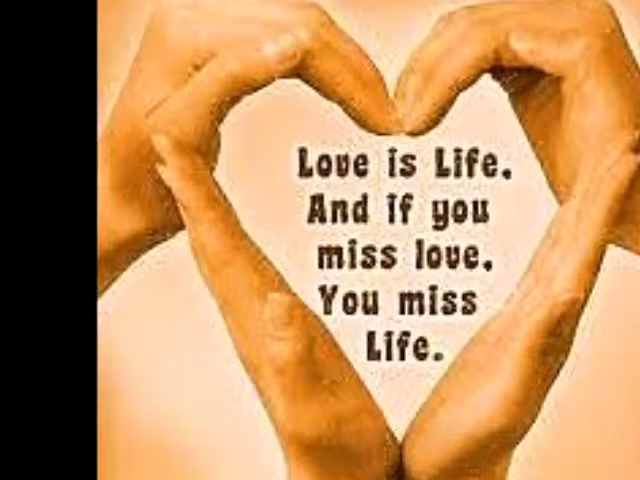 Love is Life.
And if you
miss love.
You miss
Life.